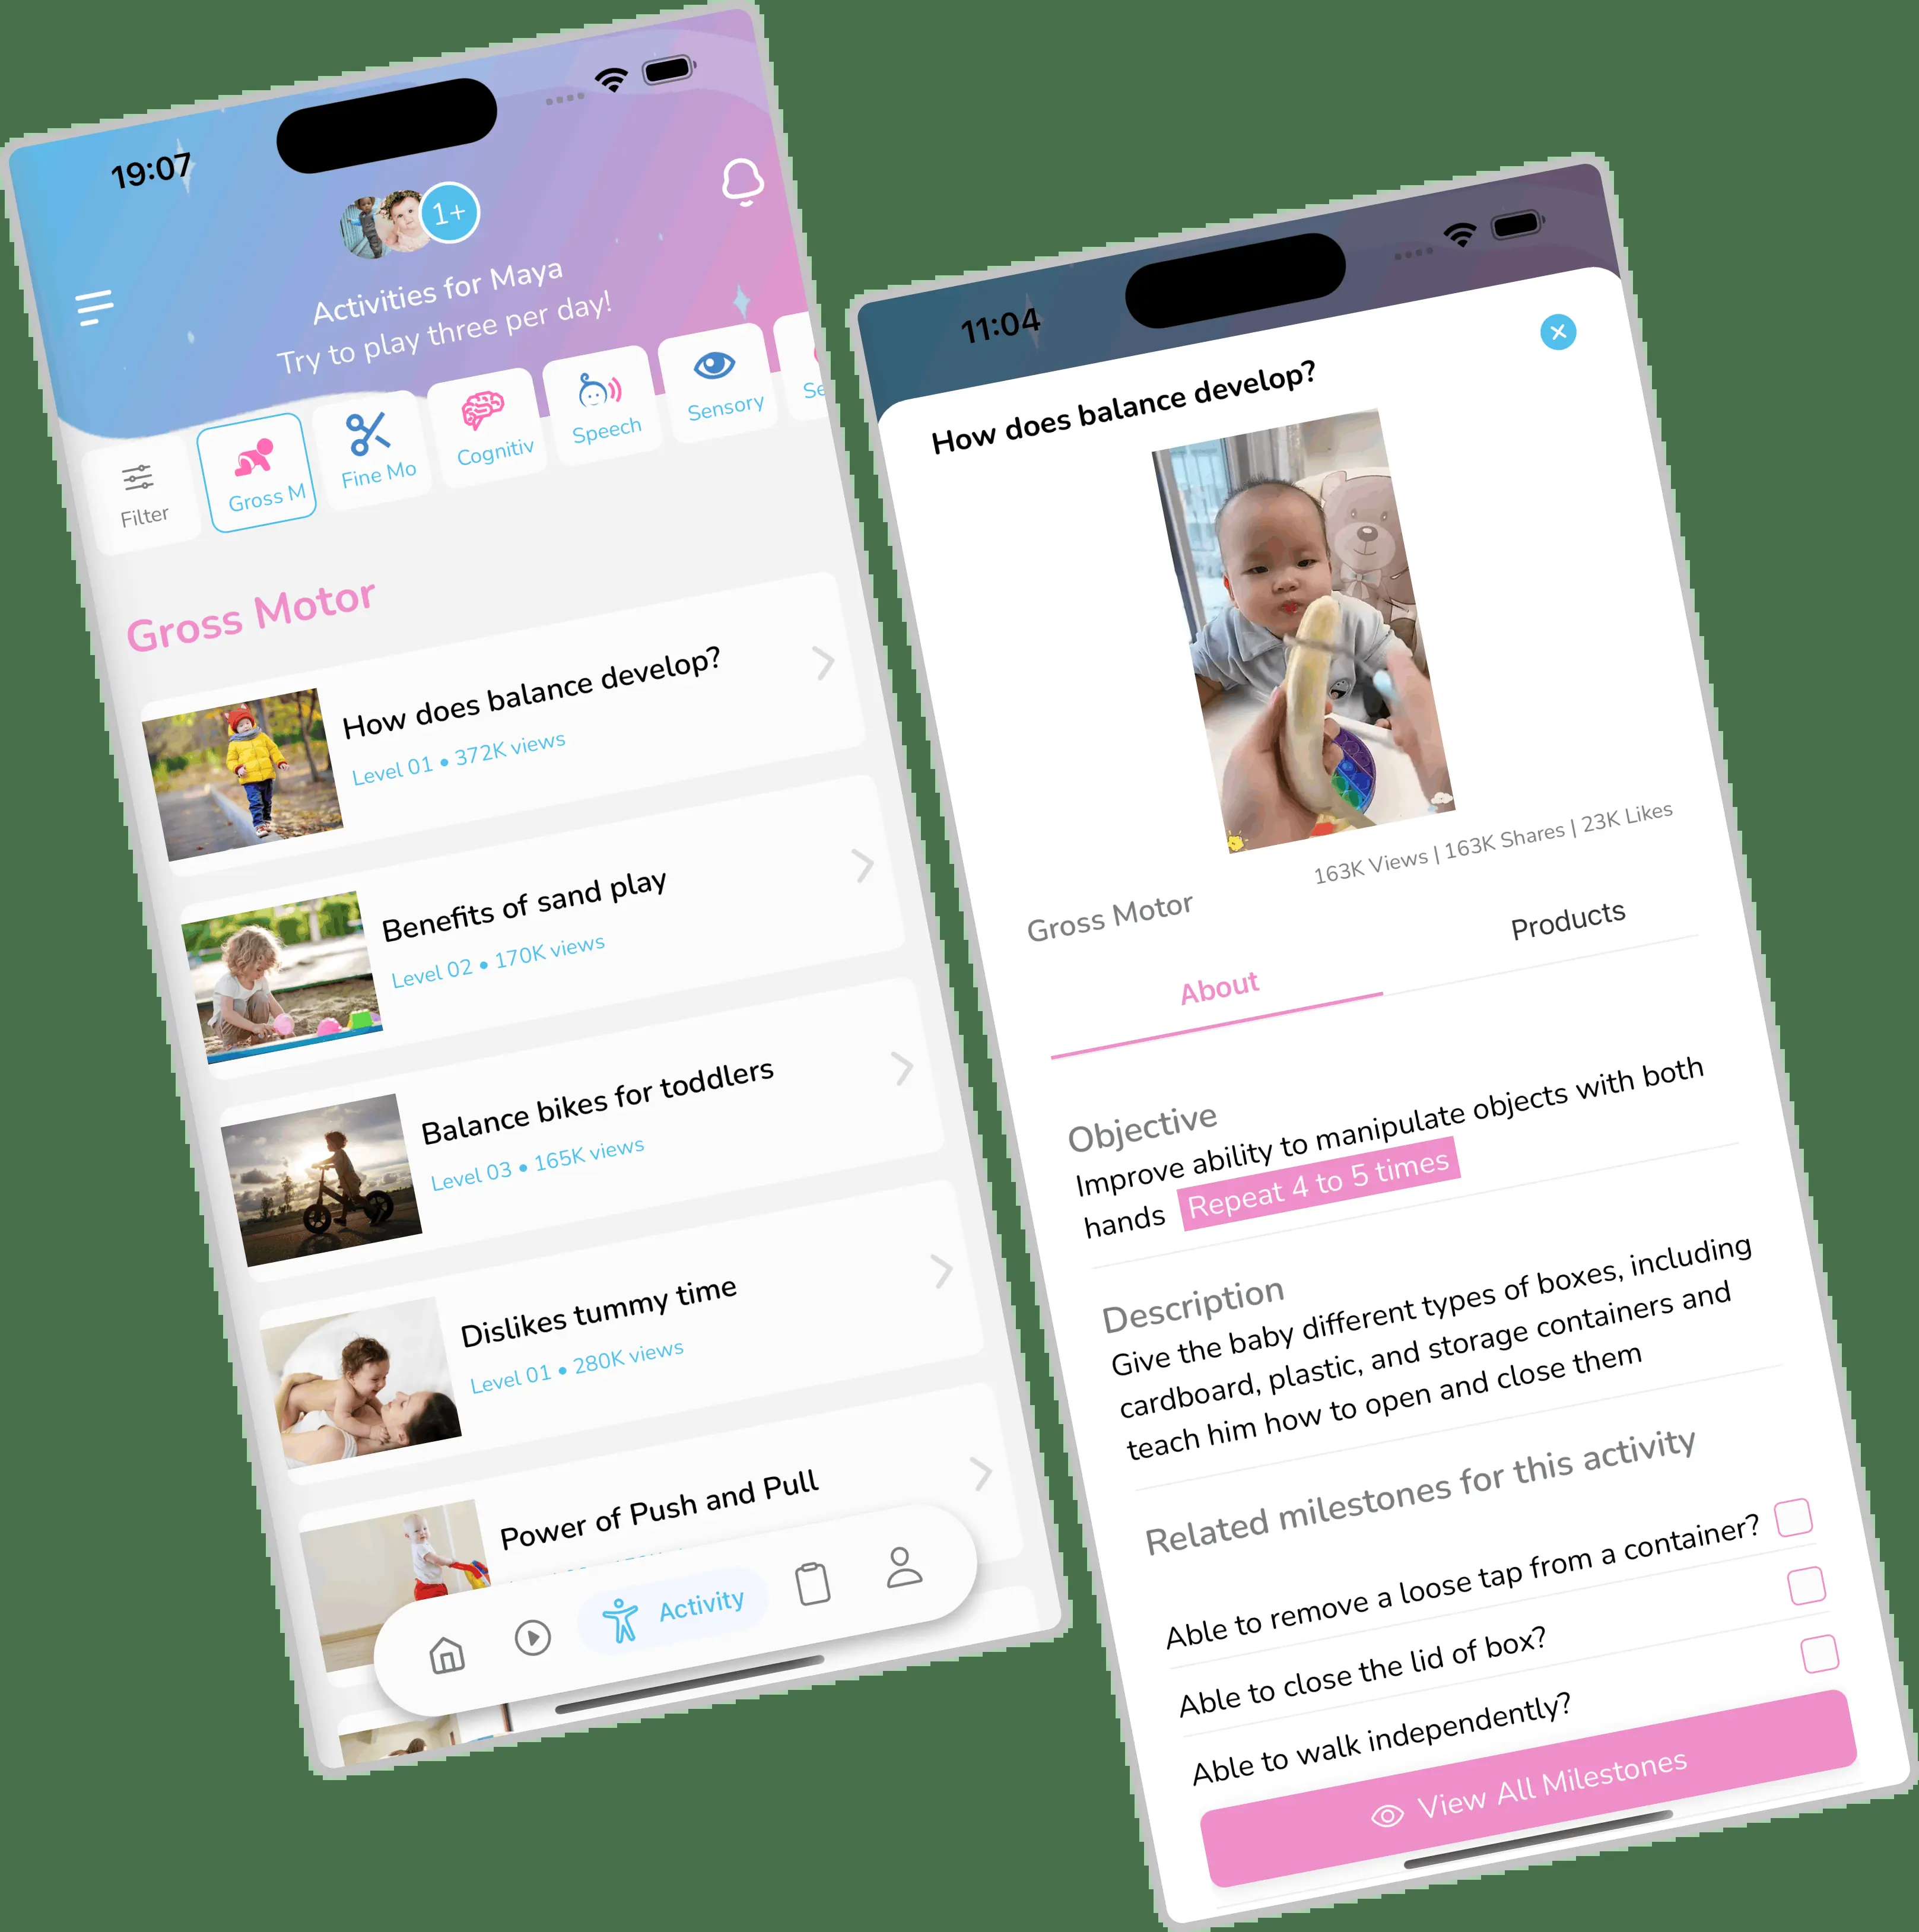 19:07
1+
Activities for Maya
Try to play three per day!
Filter
Gross M
Fine Mo
Cognitiv
Speech
Sensory
Se
Gross Motor
How does balance develop?
Level 01 • 372K views
Benefits of sand play
Level 02 • 170K views
Balance bikes for toddlers
Level 03 • 165K views
Dislikes tummy time
Level 01 • 280K views
Power of Push and Pull
Activity
11:04
How does balance develop?
163K Views | 163K Shares | 23K Likes
Gross Motor
About
Products
Objective
Improve ability to manipulate objects with both
hands Repeat 4 to 5 times
Description
Give the baby different types of boxes, including
cardboard, plastic, and storage containers and
teach him how to open and close them
Related milestones for this activity
Able to remove a loose tap from a container?
Able to close the lid of box?
Able to walk independently?
View All Milestones